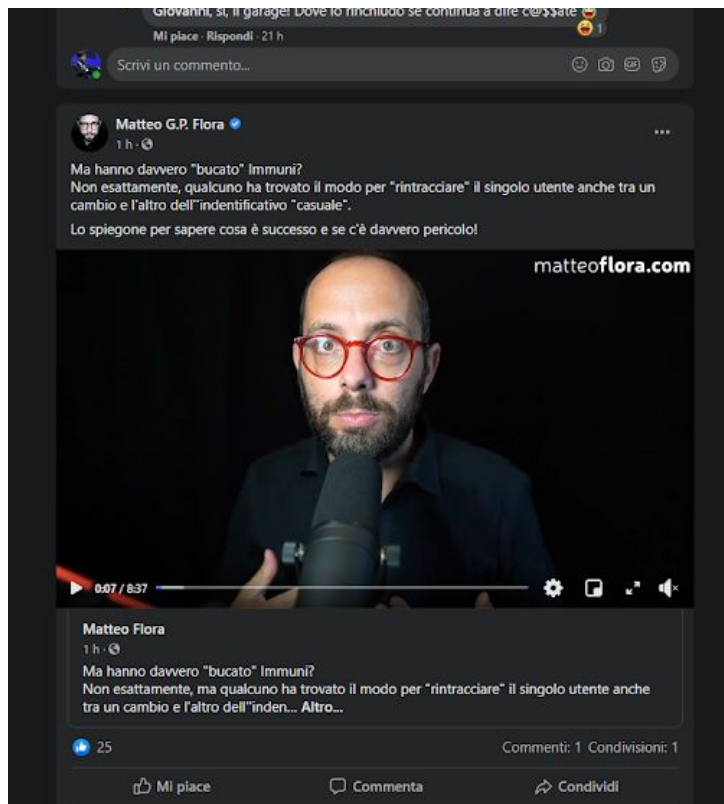 Giovanni, si, il garage! Dove lo rinchiudo se continua a dire c@$$ate
1
Mi piace · Rispondi · 21 h
Scrivi un commento...
GIF
Matteo G.P. Flora
1 h ·
Ma hanno davvero "bucato" Immuni?
Non esattamente, qualcuno ha trovato il modo per "rintracciare" il singolo utente anche tra un
cambio e l'altro dell'"indentificativo "casuale".
Lo spiegone per sapere cosa è successo e se c'è davvero pericolo!
matteoflora.com
0:07 / 8:37
Matteo Flora
1 h ·
Ma hanno davvero "bucato" Immuni?
Non esattamente, ma qualcuno ha trovato il modo per "rintracciare" il singolo utente anche
tra un cambio e l'altro dell'"inden... Altro...
25
Commenti: 1 Condivisioni: 1
Mi piace
Commenta
Condividi